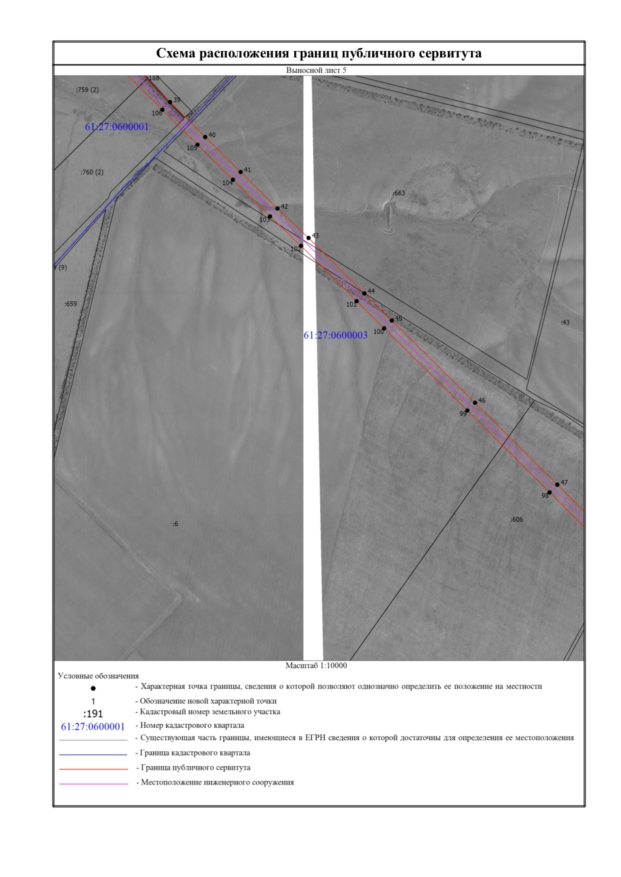 Схема расположения границ публичного сервитута
Выносной лист 5
:759 (2)
39
106
61:27:0600001
40
105
41
104
:760 (2)
:663
42
103
43
102
(9)
44
101
:659
45
100
:43
61:27:0600003
46
99
47
98
:6
:606
Масштаб 1:10000
Условные обозначения
- Характерная точка границы, сведения о которой позволяют однозначно определить ее положение на местности
1 - Обозначение новой характерной точки
:191 - Кадастровый номер земельного участка
61:27:0600001 - Номер кадастрового квартала
- Существующая часть границы, имеющиеся в ЕГРН сведения о которой достаточны для определения ее местоположения
- Граница кадастрового квартала
- Граница публичного сервитута
- Местоположение инженерного сооружения